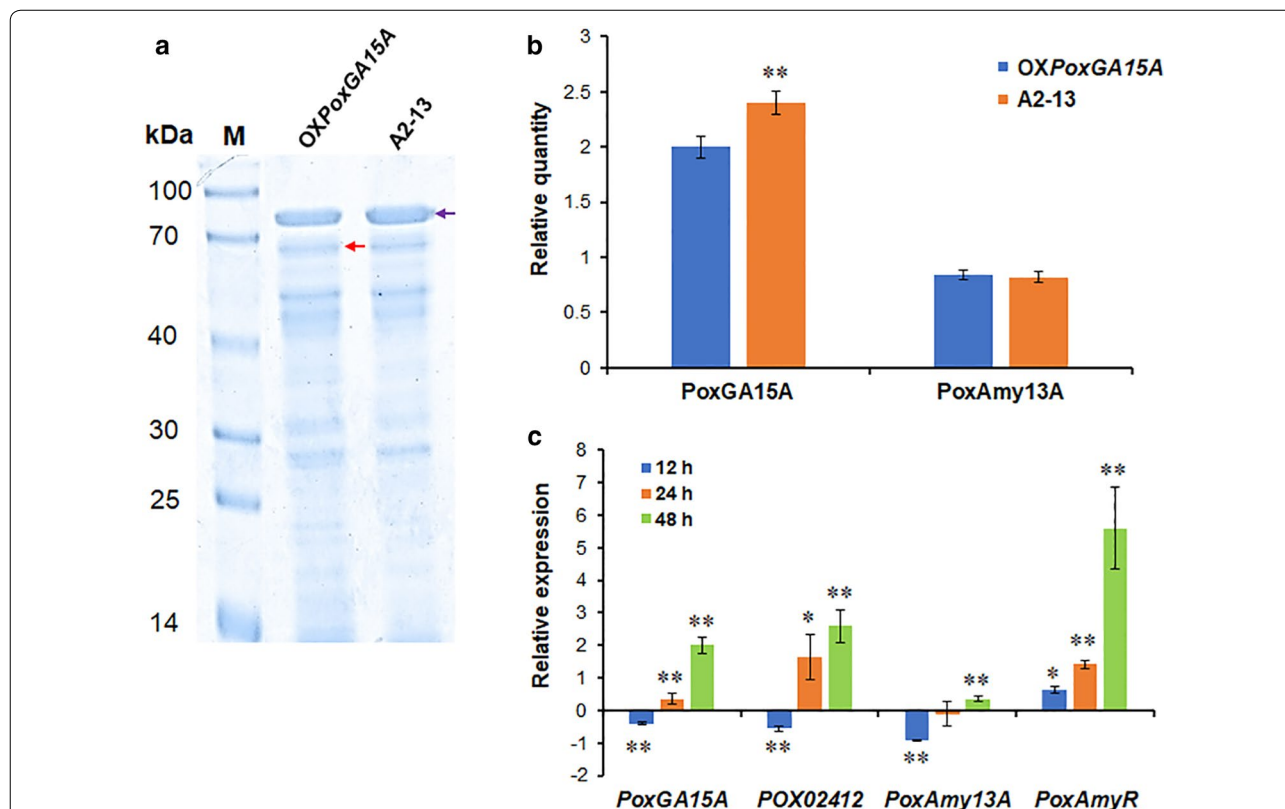 a
kDa M OXPoxGA15A A2-13
100
70
40
30
25
14
b
3
2.5
2
1.5
1
0.5
0
Relative quantity
OXPoxGA15A
A2-13
**
PoxGA15A PoxAmy13A
c
8
7
6
5
4
3
2
1
0
-1
-2
Relative expression
12 h
24 h
48 h
** ** ** ** * ** ** ** * ** **
PoxGA15A POX02412 PoxAmy13A PoxAmyR